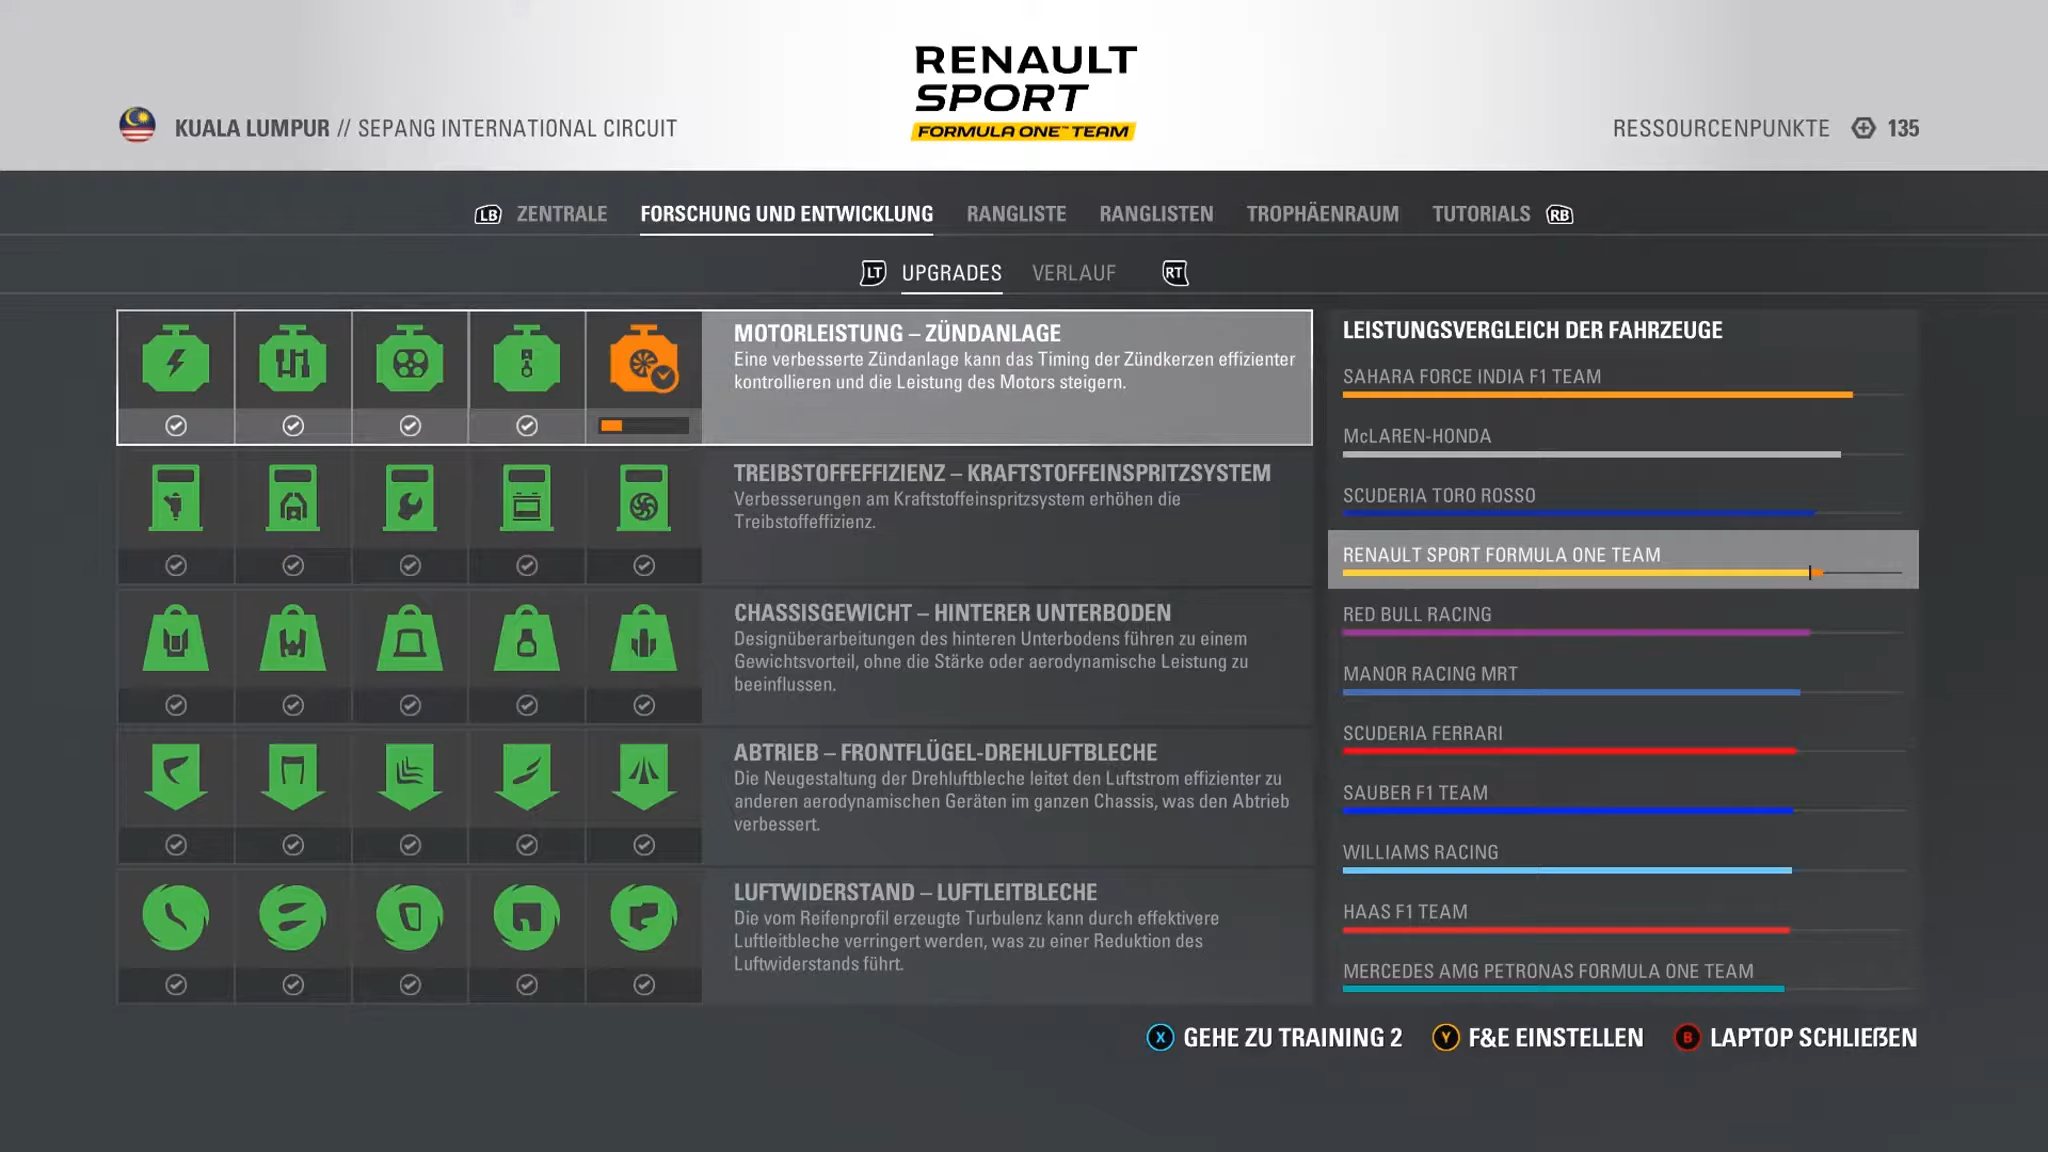 RENAULT
SPORT
FORMULA ONE™ TEAM
KUALA LUMPUR // SEPANG INTERNATIONAL CIRCUIT
RESSOURCENPUNKTE 135
LB ZENTRALE FORSCHUNG UND ENTWICKLUNG RANGLISTE RANGLISTEN TROPHÄENRAUM TUTORIALS RB
LT UPGRADES VERLAUF RT
MOTORLEISTUNG – ZÜNDANLAGE
Eine verbesserte Zündanlage kann das Timing der Zündkerzen effizienter
kontrollieren und die Leistung des Motors steigern.
TREIBSTOFFEFFIZIENZ – KRAFTSTOFFEINSPRITZSYSTEM
Verbesserungen am Kraftstoffeinspritzsystem erhöhen die
Treibstoffeffizienz.
CHASSISGEWICHT – HINTERER UNTERBODEN
Designüberarbeitungen des hinteren Unterbodens führen zu einem
Gewichtsvorteil, ohne die Stärke oder aerodynamische Leistung zu
beeinflussen.
ABTRIEB – FRONTFLÜGEL-DREHLUFTBLECHE
Die Neugestaltung der Drehluftbleche leitet den Luftstrom effizienter zu
anderen aerodynamischen Geräten im ganzen Chassis, was den Abtrieb
verbessert.
LUFTWIDERSTAND – LUFTLEITBLECHE
Die vom Reifenprofil erzeugte Turbulenz kann durch effektivere
Luftleitbleche verringert werden, was zu einer Reduktion des
Luftwiderstands führt.
LEISTUNGSVERGLEICH DER FAHRZEUGE
SAHARA FORCE INDIA F1 TEAM
McLAREN-HONDA
SCUDERIA TORO ROSSO
RENAULT SPORT FORMULA ONE TEAM
RED BULL RACING
MANOR RACING MRT
SCUDERIA FERRARI
SAUBER F1 TEAM
WILLIAMS RACING
HAAS F1 TEAM
MERCEDES AMG PETRONAS FORMULA ONE TEAM
X GEHE ZU TRAINING 2 Y F&E EINSTELLEN B LAPTOP SCHLIEßEN